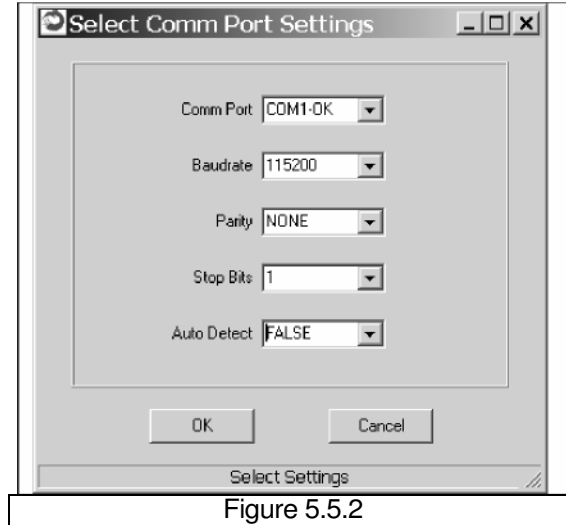 Select Comm Port Settings
Comm Port COM1-OK
Baudrate 115200
Parity NONE
Stop Bits 1
Auto Detect FALSE
OK Cancel
Select Settings
Figure 5.5.2